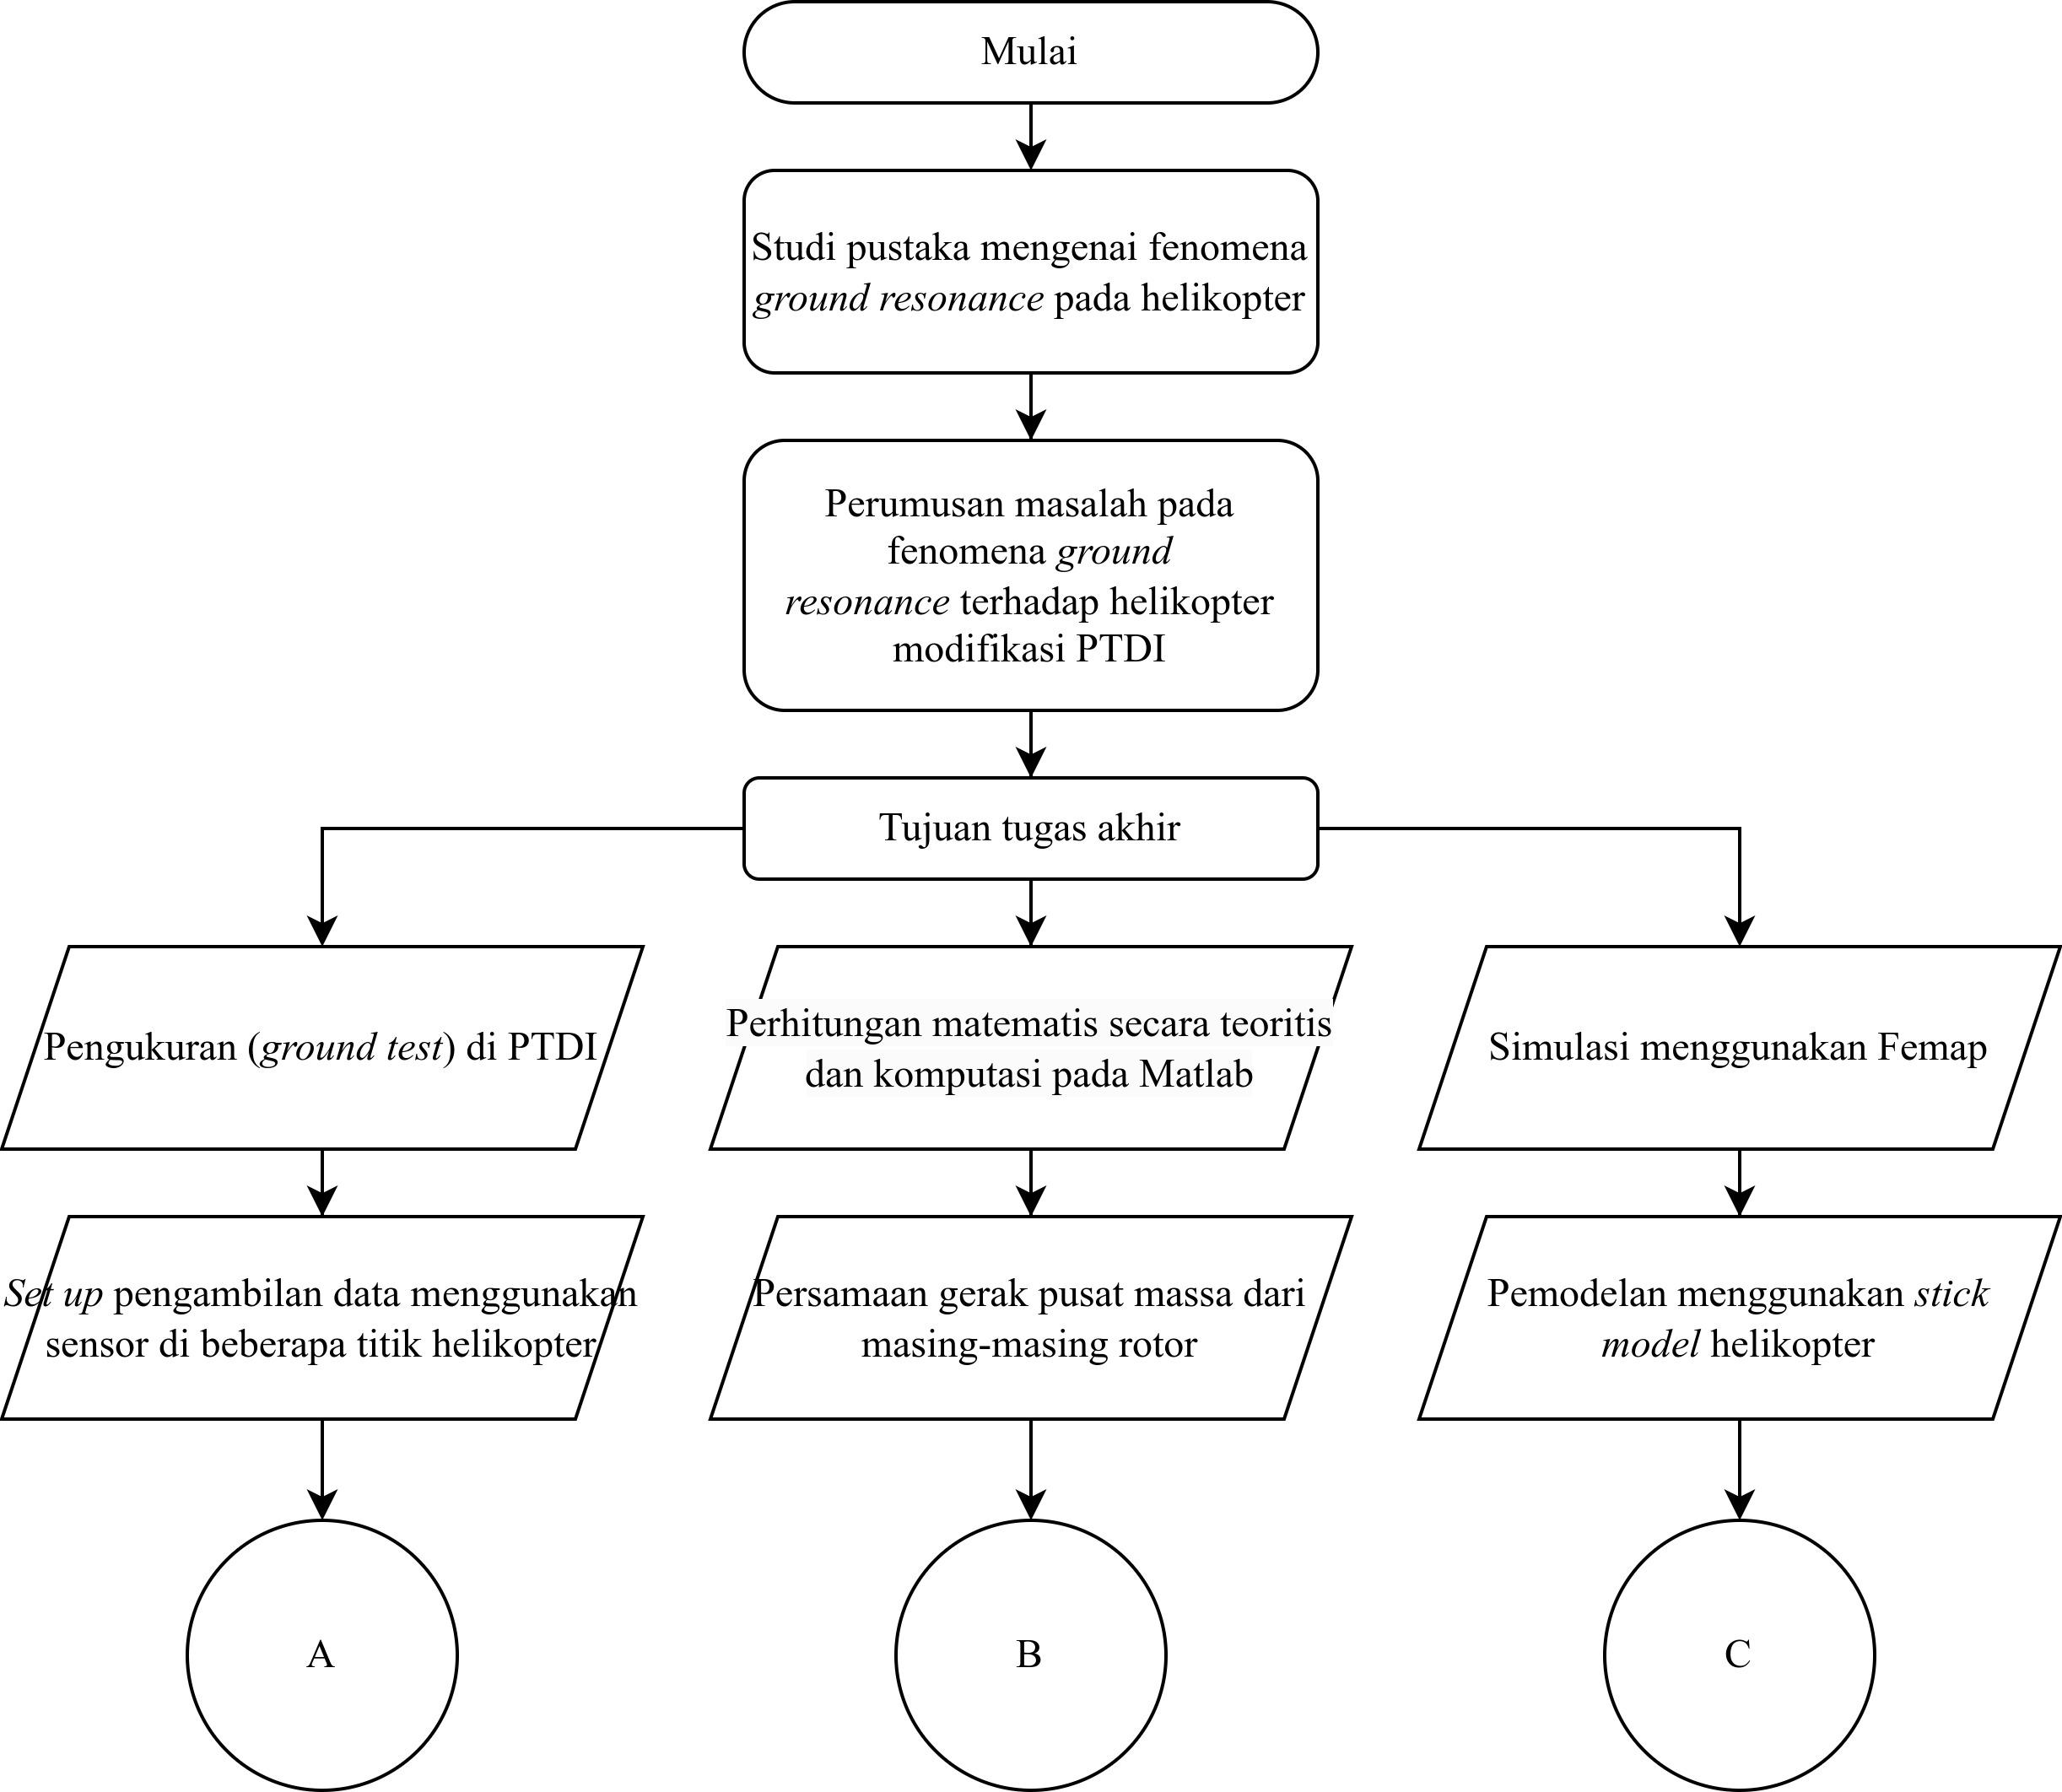 Mulai
Studi pustaka mengenai fenomena
ground resonance pada helikopter
Perumusan masalah pada
fenomena ground
resonance terhadap helikopter
modifikasi PTDI
Tujuan tugas akhir
Pengukuran (ground test) di PTDI
Perhitungan matematis secara teoritis
dan komputasi pada Matlab
Simulasi menggunakan Femap
Set up pengambilan data menggunakan
sensor di beberapa titik helikopter
Persamaan gerak pusat massa dari
masing-masing rotor
Pemodelan menggunakan stick
model helikopter
A
B
C